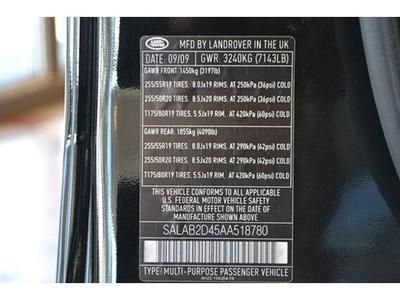 LAND ROVER
MFD BY LANDROVER IN THE UK
DATE: 09/09 GWR: 3240KG (7143LB)
GAWR FRONT: 1450kg (3197lb)
255/55R19 TIRES. 8.0Jx19 RIMS. AT 250kPa (36psi) COLD
255/50R20 TIRES. 8.5Jx20 RIMS. AT 250kPa (36psi) COLD
T175/80R19 TIRES. 5.5Jx19 RIM. AT 420kPa (60psi) COLD
GAWR REAR: 1855kg (4090lb)
255/55R19 TIRES. 8.0Jx19 RIMS. AT 290kPa (42psi) COLD
255/50R20 TIRES. 8.5Jx20 RIMS. AT 290kPa (42psi) COLD
T175/80R19 TIRES. 5.5Jx19 RIM. AT 420kPa (60psi) COLD
THIS VEHICLE CONFORMS TO ALL APPLICABLE
U.S. FEDERAL MOTOR VEHICLE SAFETY
STANDARDS IN EFFECT ON THE DATE OF
MANUFACTURE SHOWN ABOVE.
SALAB2D45AA518780
TYPE: MULTI-PURPOSE PASSENGER VEHICLE